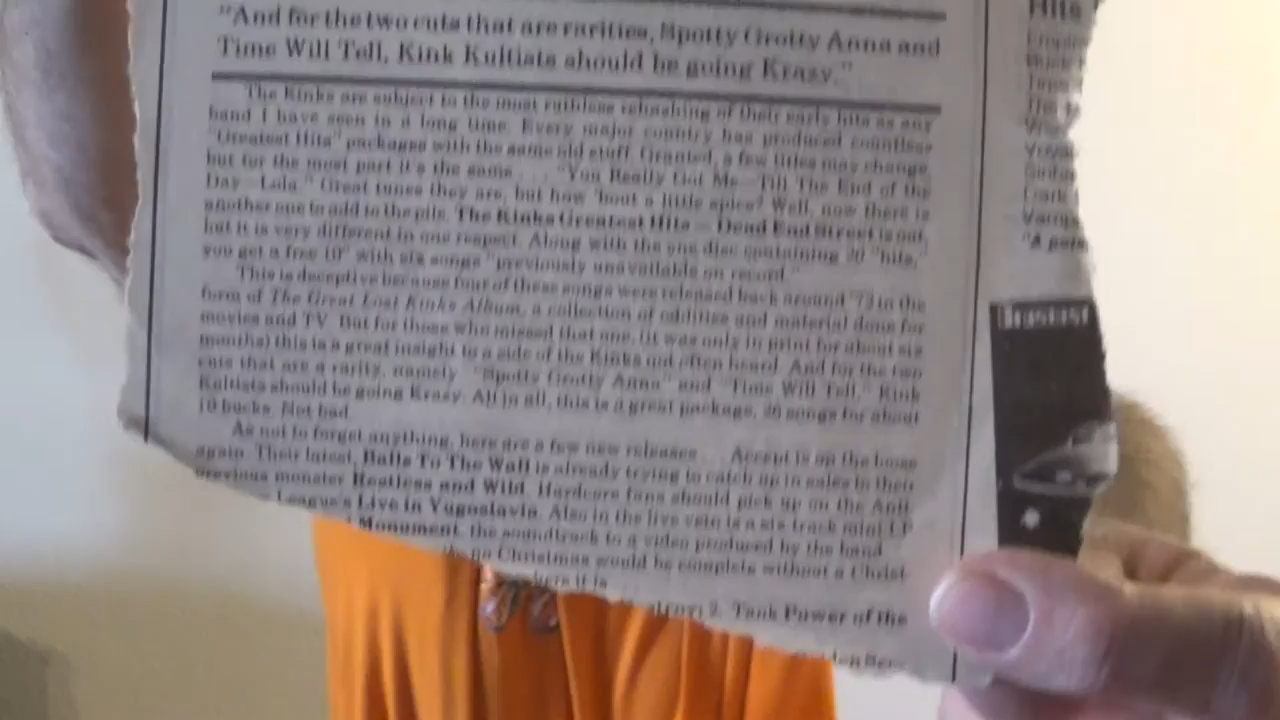 "And for the two cuts that are rarities, Spotty Grotty Anna and
Time Will Tell, Kink Kultists should be going Krazy."
The Kinks are subject to the most ruthless rehashing of their early hits as any
band I have seen in a long time. Every major country has produced countless
"Greatest Hits" packages with the same old stuff. Granted, a few titles may change
but for the most part it's the same . . . "You Really Got Me—Till The End of the
Day—Lola." Great tunes they are, but how 'bout a little spice? Well, now there is
another one to add to the pile. The Kinks Greatest Hits — Dead End Street is out,
but it is very different in one respect. Along with the one disc containing 20 "hits,"
you get a free 10" with six songs "previously unavailable on record."
This is deceptive because four of these songs were released back around '73 in the
form of The Great Lost Kinks Album, a collection of oddities and material done for
movies and TV. But for those who missed that one, (it was only in print for about six
months) this is a great insight to a side of the Kinks not often heard. And for the two
cuts that are a rarity, namely "Spotty Grotty Anna" and "Time Will Tell," Kink
Kultists should be going Krazy. All in all, this is a great package, 26 songs for about
10 bucks. Not bad.
As not to forget anything, here are a few new releases . . . Accept is on the loose
again. Their latest, Balls To The Wall is already trying to catch up in sales to their
previous monster Restless and Wild. Hardcore fans should pick up on the Anti
League's Live in Yugoslavia. Also in the live vein is a six track mini LP
Monument, the soundtrack to a video produced by the band
no Christmas would be complete without a Christ
here it is
2. Tank Power of the
Hits